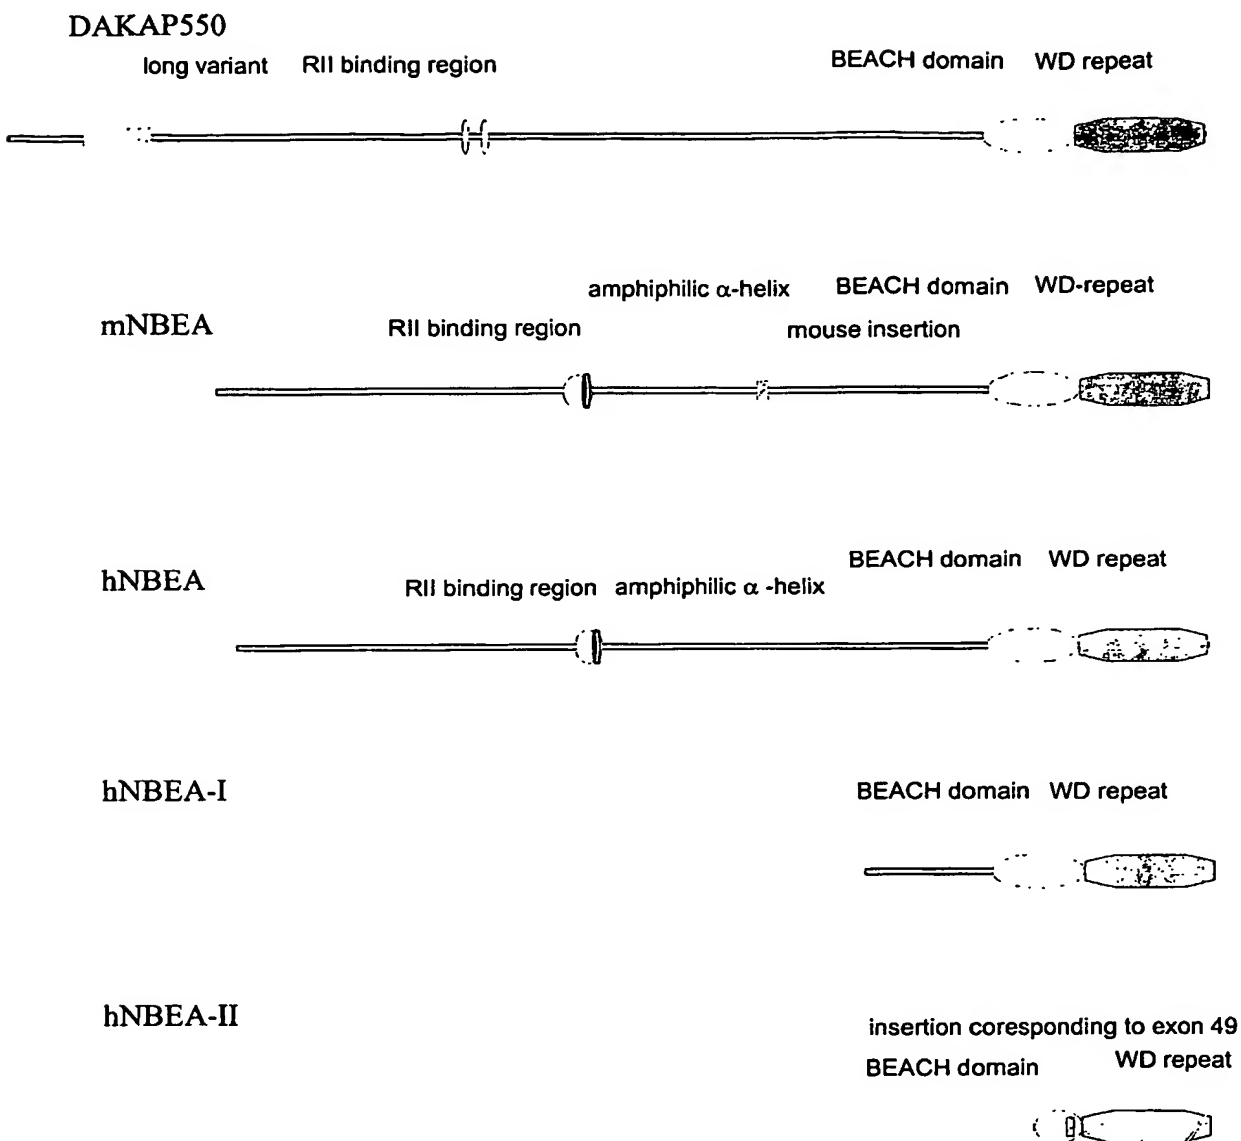 DAKAP550
long variant RII binding region BEACH domain WD repeat
amphiphilic α-helix BEACH domain WD-repeat
mNBEA RII binding region mouse insertion
BEACH domain WD repeat
hNBEA RII binding region amphiphilic α -helix
hNBEA-I BEACH domain WD repeat
hNBEA-II
insertion coresponding to exon 49
BEACH domain WD repeat